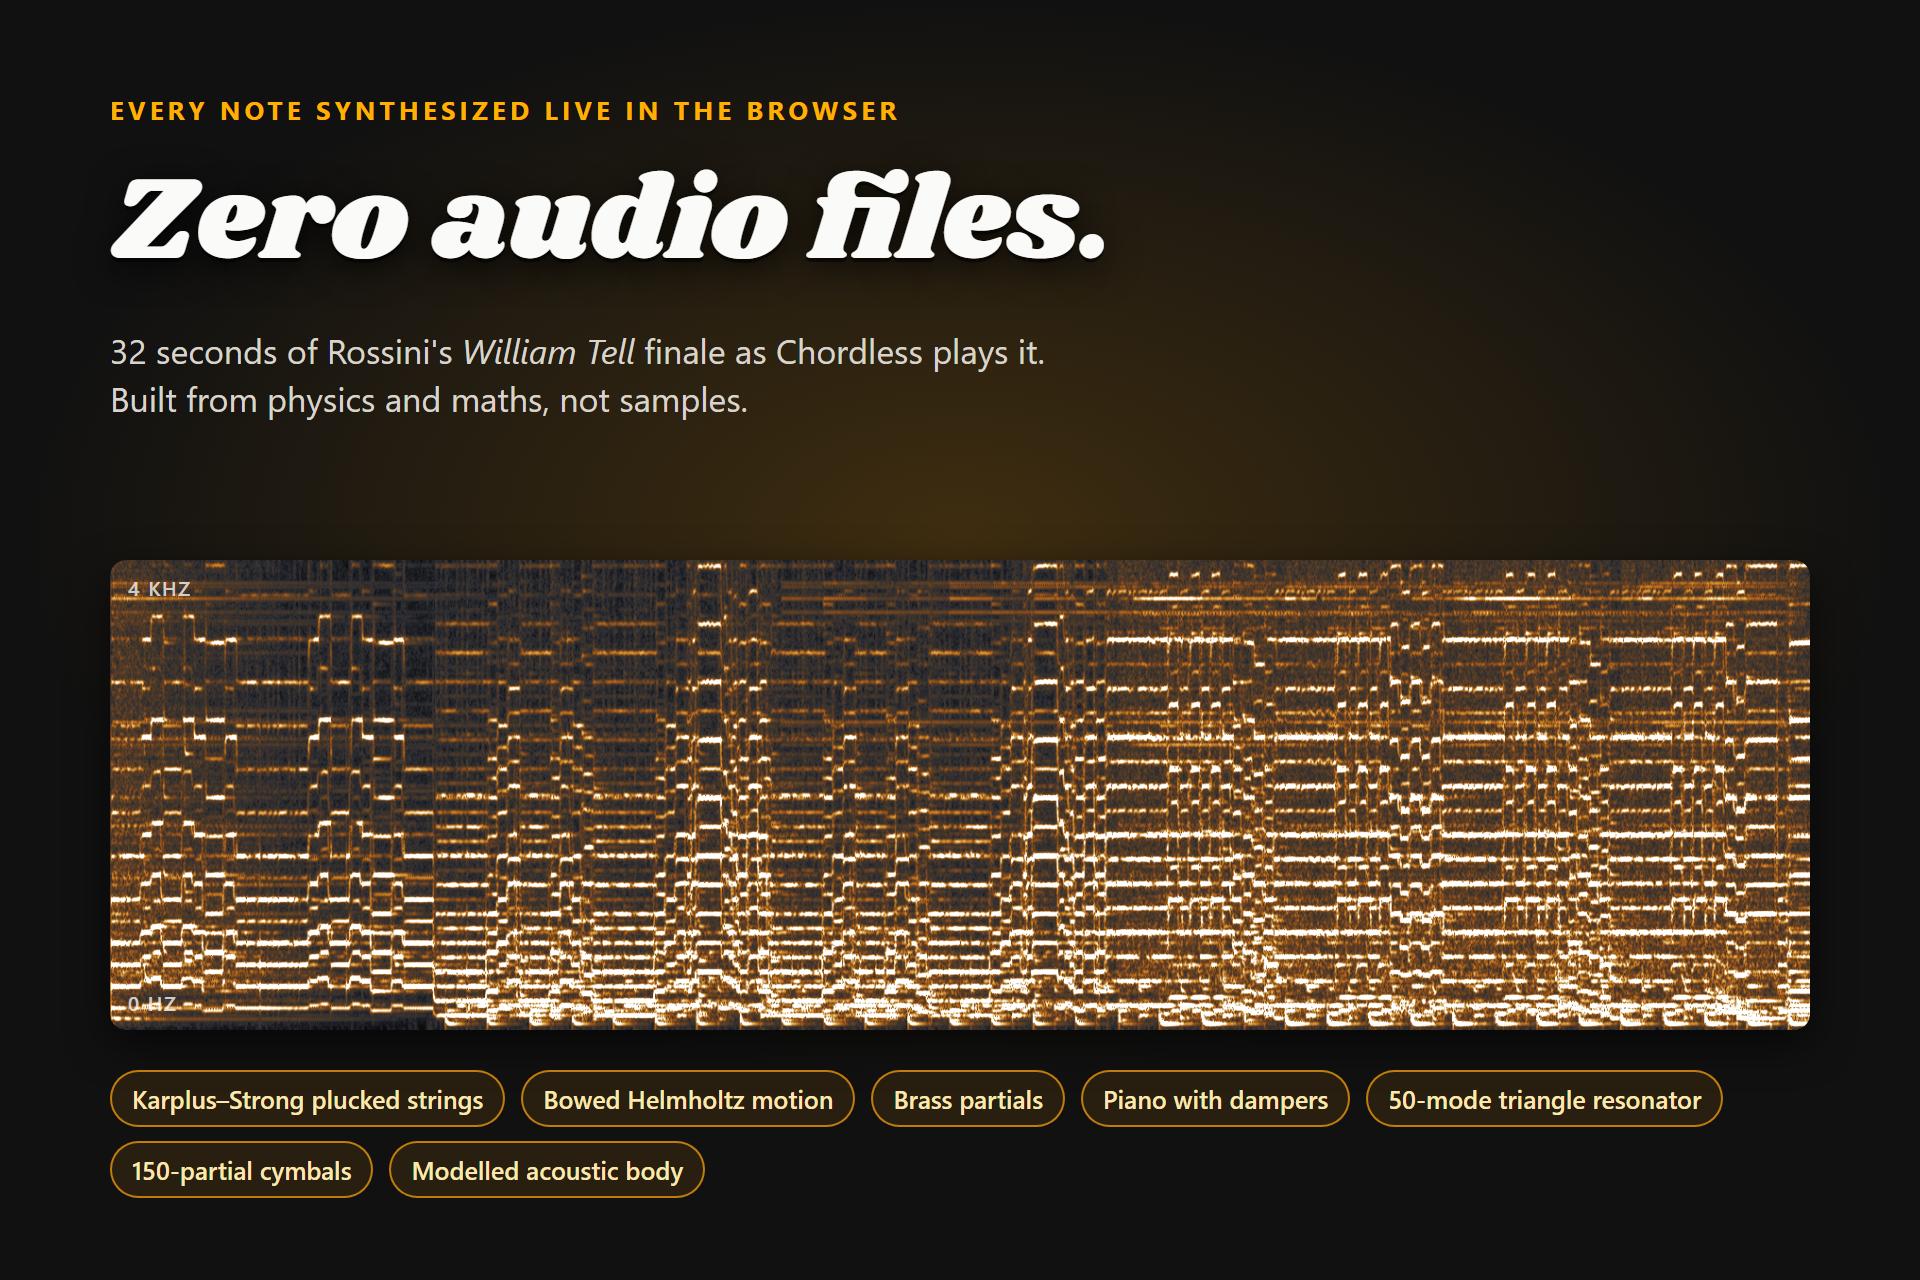 EVERY NOTE SYNTHESIZED LIVE IN THE BROWSER
Zero audio files.
32 seconds of Rossini's William Tell finale as Chordless plays it.
Built from physics and maths, not samples.
4 KHZ
0 HZ
Karplus–Strong plucked strings
Bowed Helmholtz motion
Brass partials
Piano with dampers
50-mode triangle resonator
150-partial cymbals
Modelled acoustic body